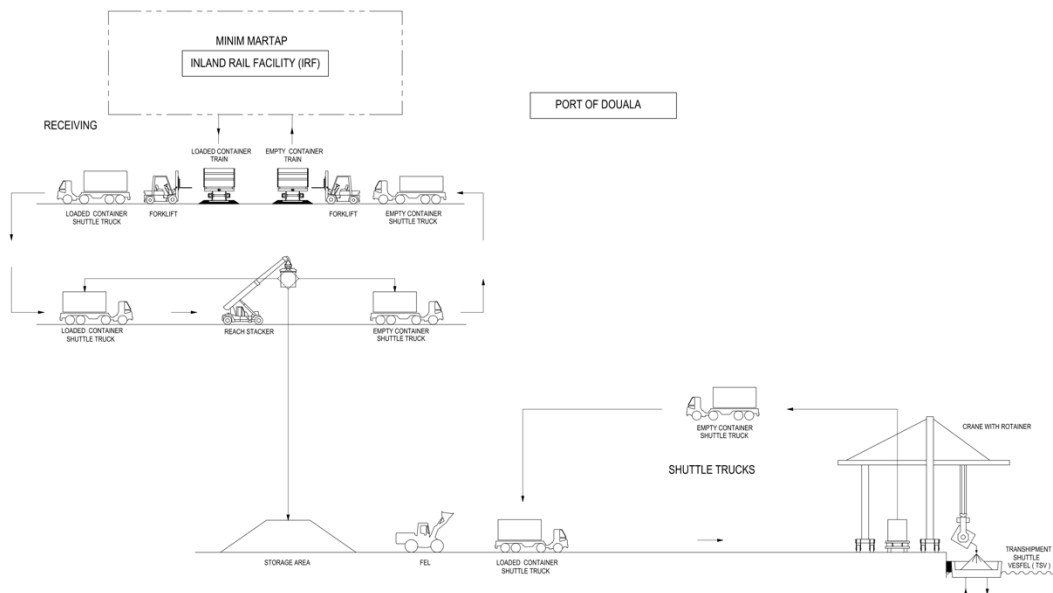 MINIM MARTAP
INLAND RAIL FACILITY (IRF)
PORT OF DOUALA
RECEIVING
LOADED CONTAINER
TRAIN
EMPTY CONTAINER
TRAIN
LOADED CONTAINER
SHUTTLE TRUCK
FORKLIFT
FORKLIFT
EMPTY CONTAINER
SHUTTLE TRUCK
LOADED CONTAINER
SHUTTLE TRUCK
REACH STACKER
EMPTY CONTAINER
SHUTTLE TRUCK
EMPTY CONTAINER
SHUTTLE TRUCK
CRANE WITH ROTAINER
SHUTTLE TRUCKS
STORAGE AREA
FEL
LOADED CONTAINER
SHUTTLE TRUCK
TRANSHIPMENT
SHUTTLE
VESFEL ( TSV )